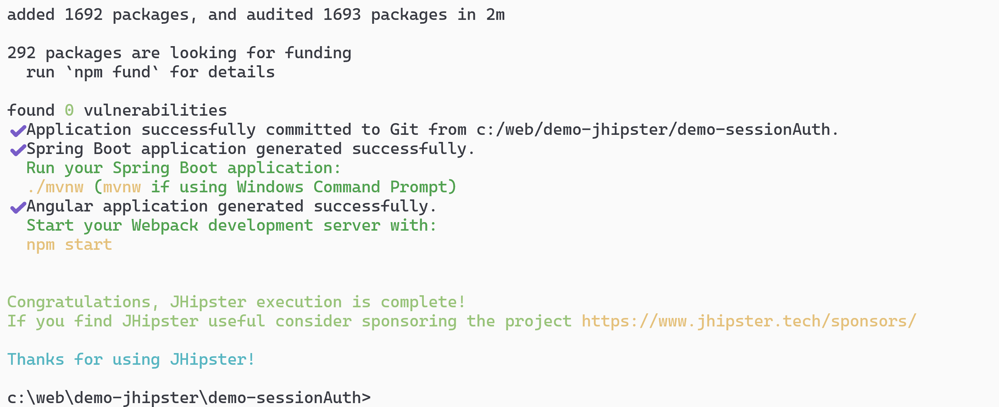 added 1692 packages, and audited 1693 packages in 2m
292 packages are looking for funding
  run `npm fund` for details
found 0 vulnerabilities
✔Application successfully committed to Git from c:/web/demo-jhipster/demo-sessionAuth.
✔Spring Boot application generated successfully.
  Run your Spring Boot application:
  ./mvnw (mvnw if using Windows Command Prompt)
✔Angular application generated successfully.
  Start your Webpack development server with:
  npm start
Congratulations, JHipster execution is complete!
If you find JHipster useful consider sponsoring the project https://www.jhipster.tech/sponsors/
Thanks for using JHipster!
c:\web\demo-jhipster\demo-sessionAuth>